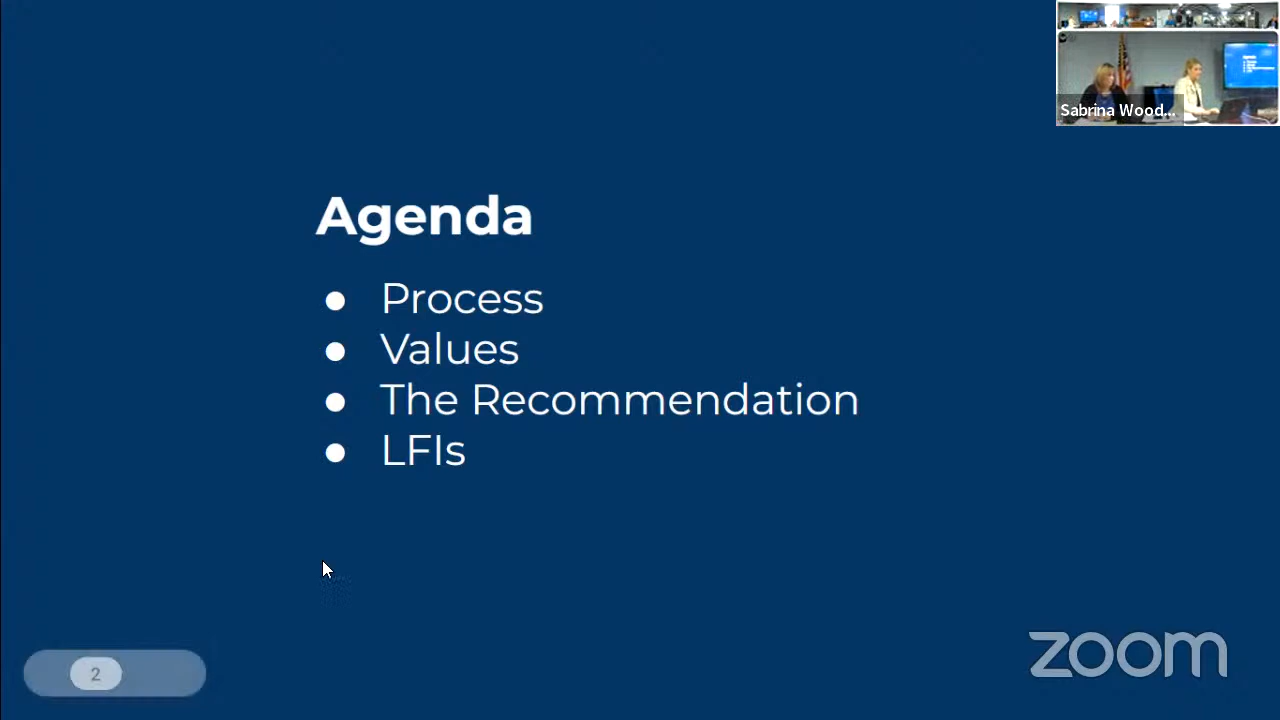 Sabrina Wood...
Agenda
● Process
● Values
● The Recommendation
● LFIs
2
zoom